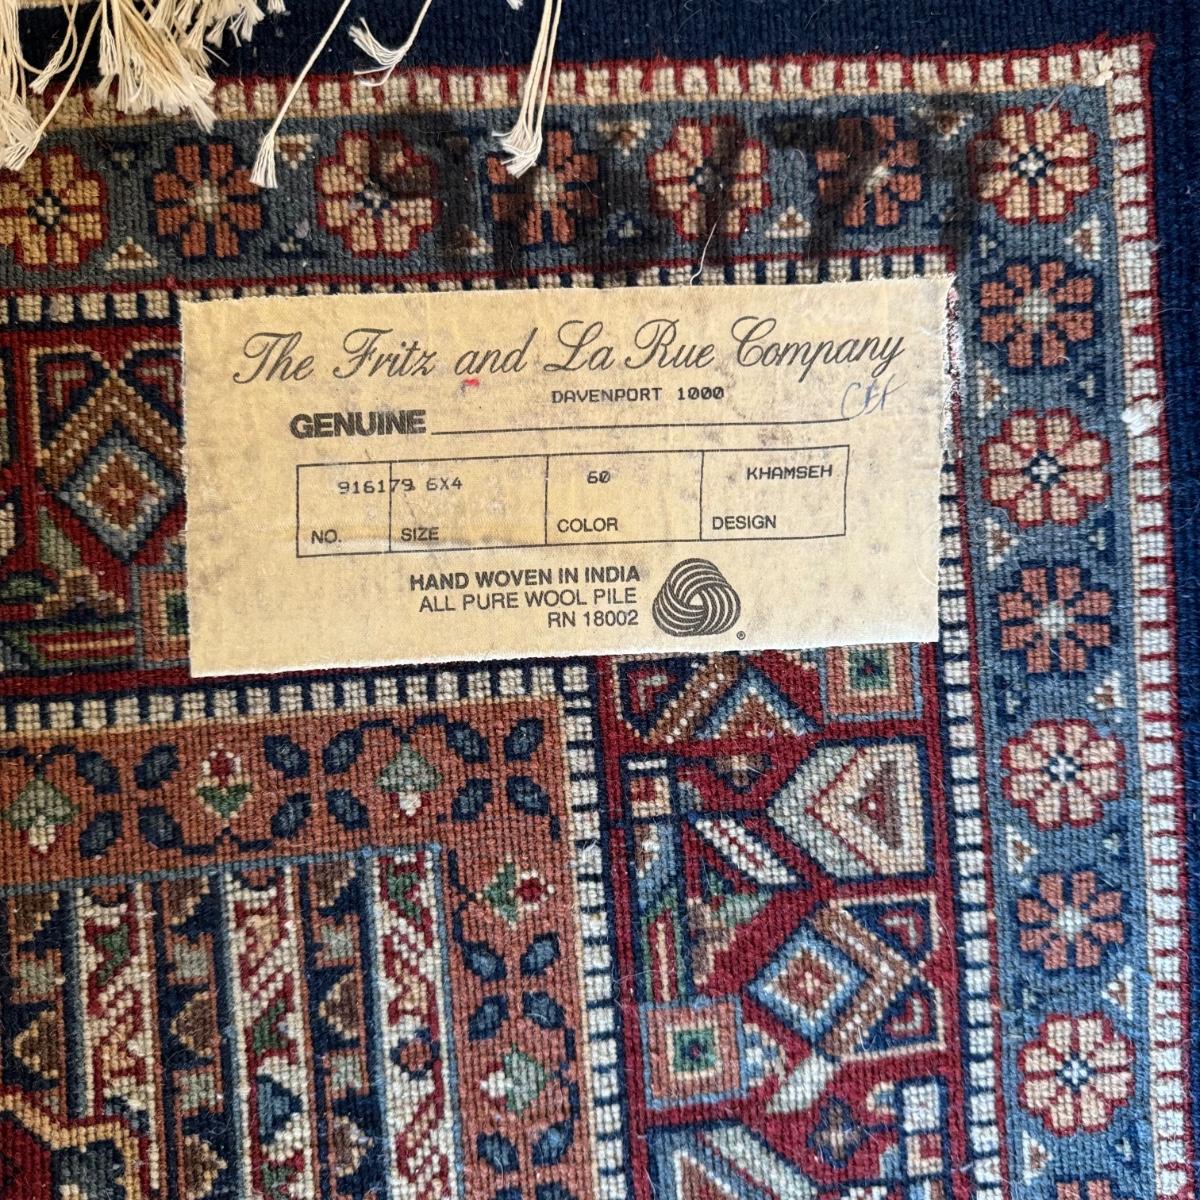 The Fritz and La Rue Company
DAVENPORT 1000
GENUINE
916179 6X4 60 KHAMSEH
NO. SIZE COLOR DESIGN
HAND WOVEN IN INDIA
ALL PURE WOOL PILE
RN 18002
®